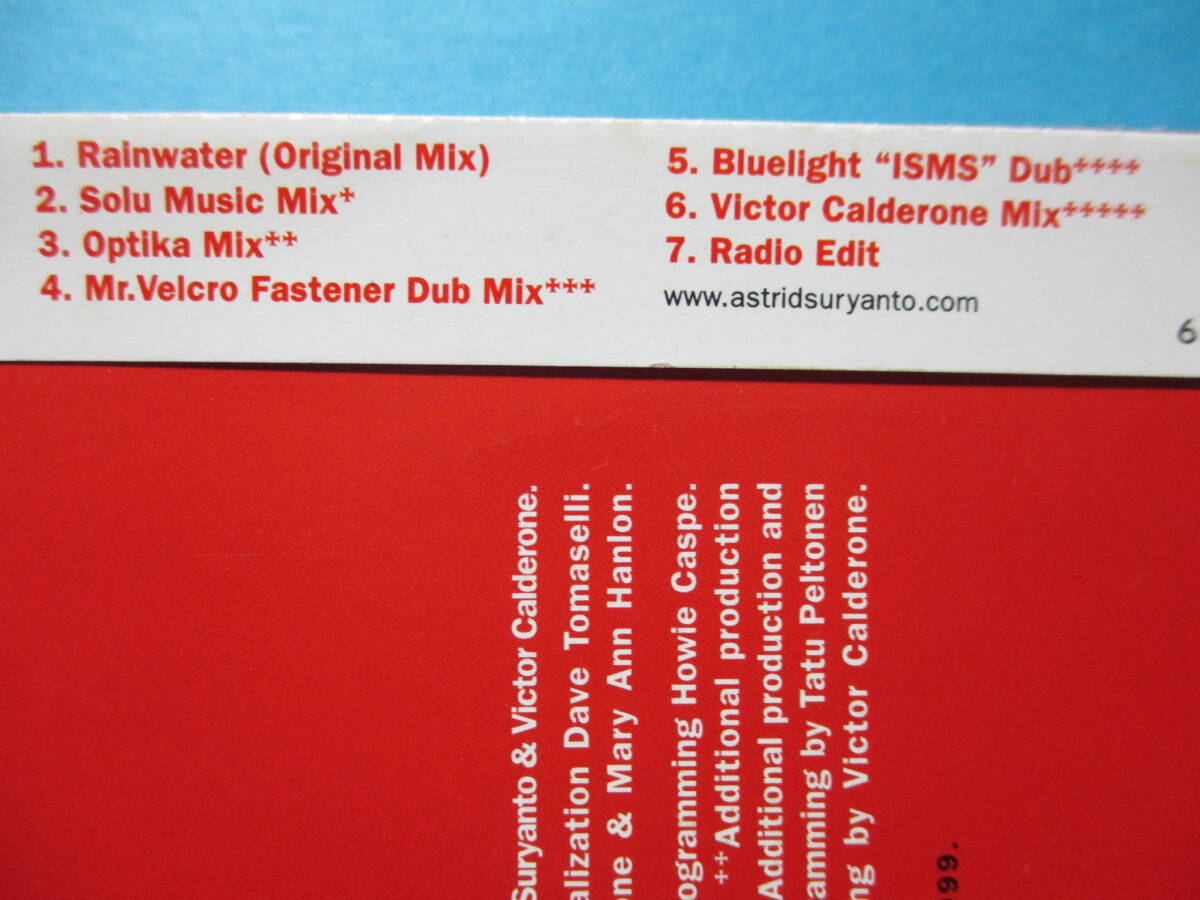 1. Rainwater (Original Mix)
2. Solu Music Mix*
3. Optika Mix**
4. Mr.Velcro Fastener Dub Mix***
5. Bluelight “ISMS” Dub****
6. Victor Calderone Mix*****
7. Radio Edit
www.astridsuryanto.com
6
Suryanto & Victor Calderone.
alization Dave Tomaselli.
one & Mary Ann Hanlon.
ogramming Howie Caspe.
**Additional production
Additional production and
amming by Tatu Peltonen
ng by Victor Calderone.
999.